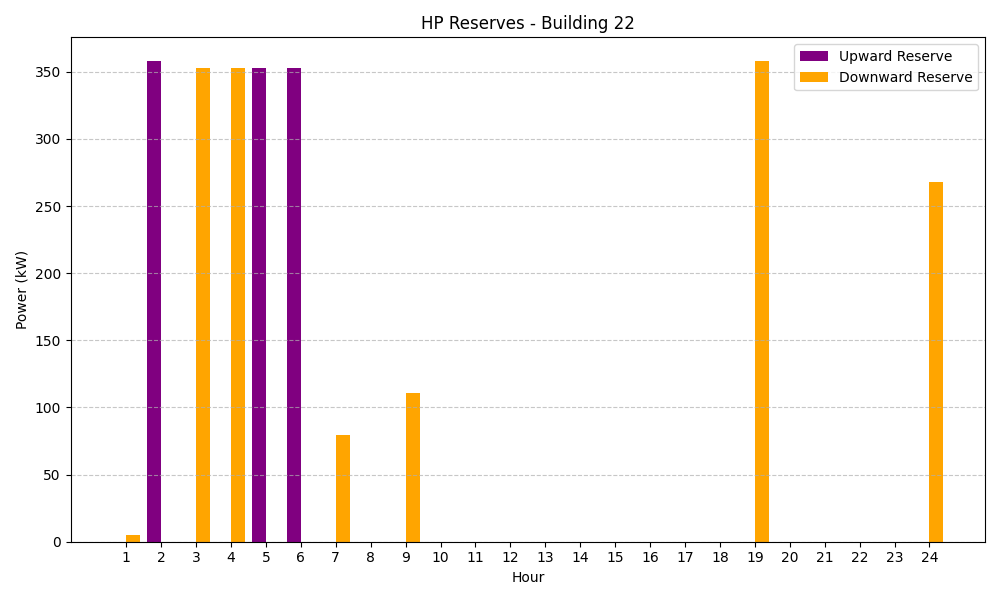 HP Reserves - Building 22
Upward Reserve
Downward Reserve
Power (kW)
350
300
250
200
150
100
50
0
1 2 3 4 5 6 7 8 9 10 11 12 13 14 15 16 17 18 19 20 21 22 23 24
Hour